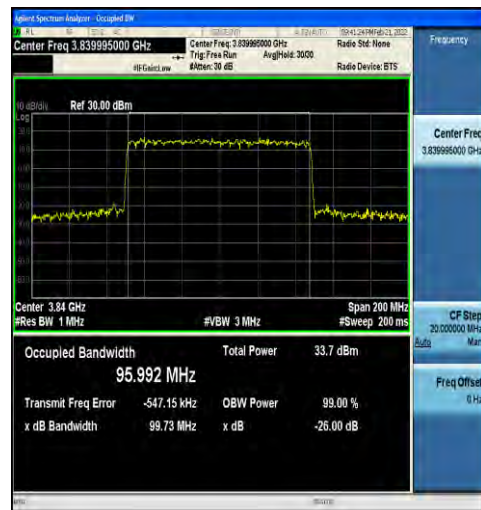 Agilent Spectrum Analyzer - Occupied BW
Center Freq 3.839995000 GHz
Center Freq: 3.839995000 GHz
Radio Std: None
Trig: Free Run
Avg|Hold: 30/30
#IFGain:Low
#Atten: 30 dB
Radio Device: BTS
Frequency
10 dB/div
Ref 30.00 dBm
Log
Center Freq
3.839995000 GHz
Center 3.84 GHz
Span 200 MHz
#Res BW 1 MHz
#VBW 3 MHz
#Sweep 200 ms
CF Step
20.000000 MHz
Auto
Man
Occupied Bandwidth
Total Power
33.7 dBm
95.992 MHz
Transmit Freq Error
-547.15 kHz
OBW Power
99.00 %
x dB Bandwidth
99.73 MHz
x dB
-26.00 dB
Freq Offset
0 Hz